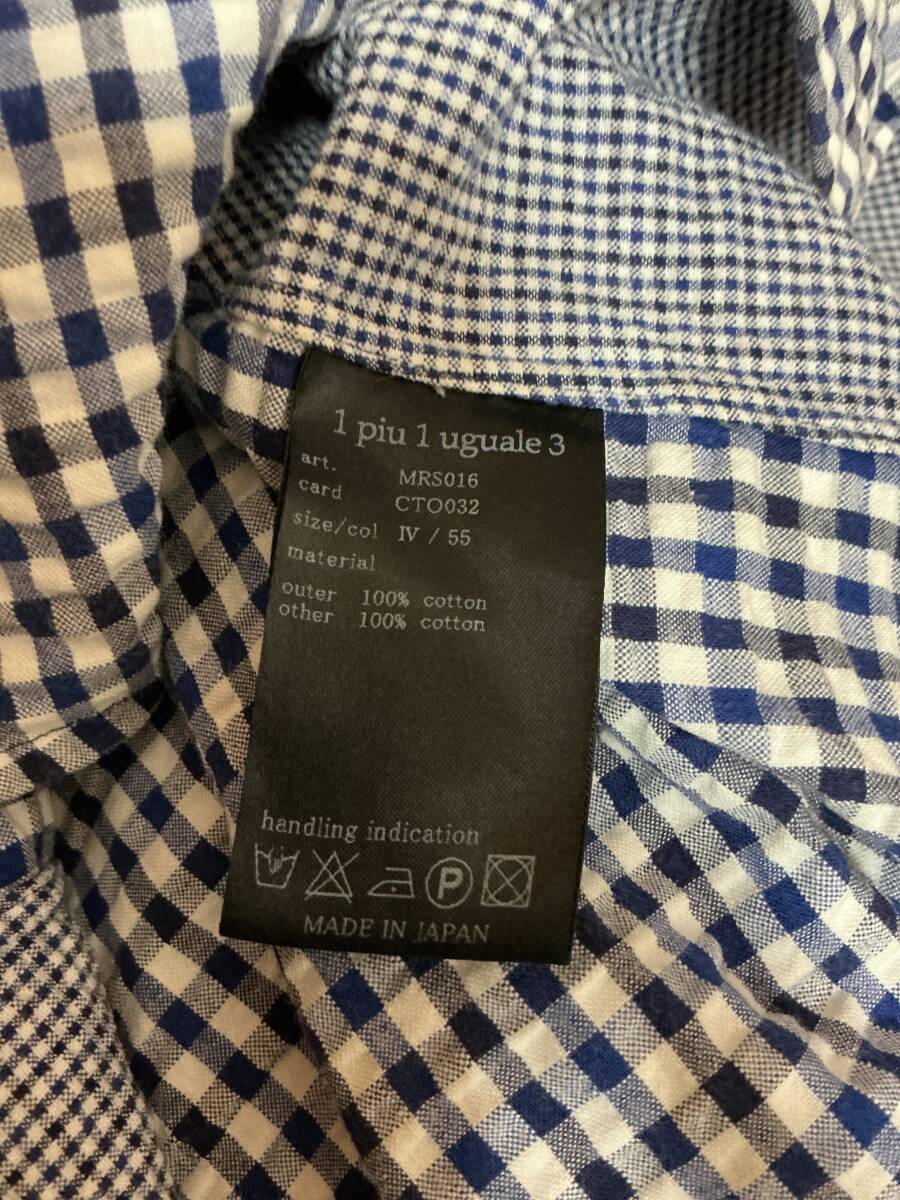 1 piu 1 uguale 3
art. MRS016
card CTO032
size/col IV / 55
material
outer 100% cotton
other 100% cotton
handling indication
P
MADE IN JAPAN